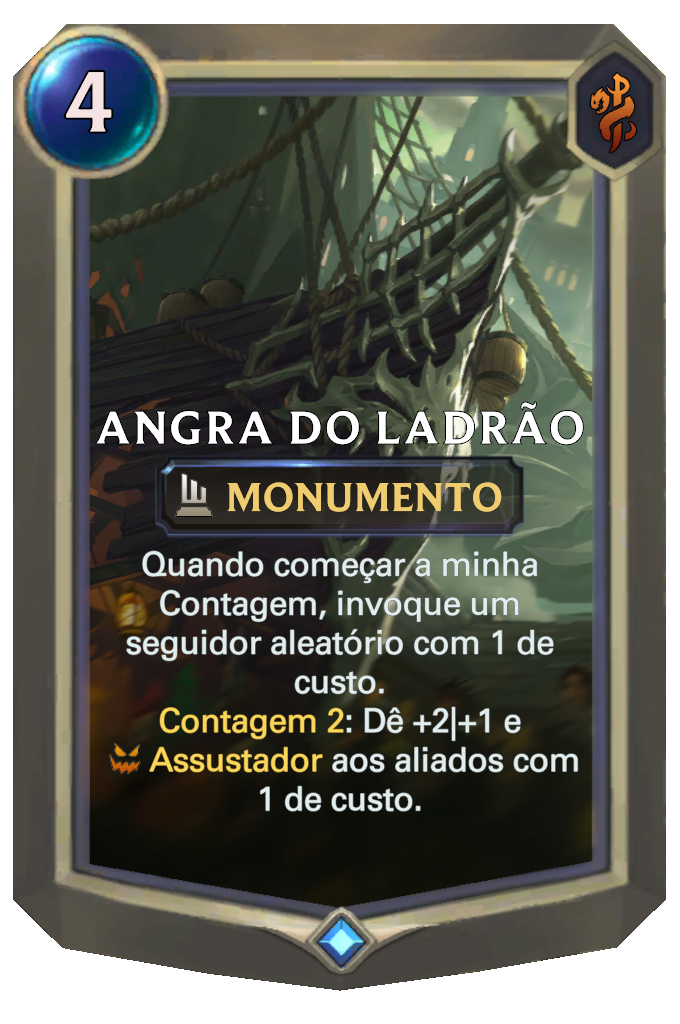 4
ANGRA DO LADRÃO
MONUMENTO
Quando começar a minha
Contagem, invoque um
seguidor aleatório com 1 de
custo.
Contagem 2: Dê +2|+1 e
Assustador aos aliados com
1 de custo.